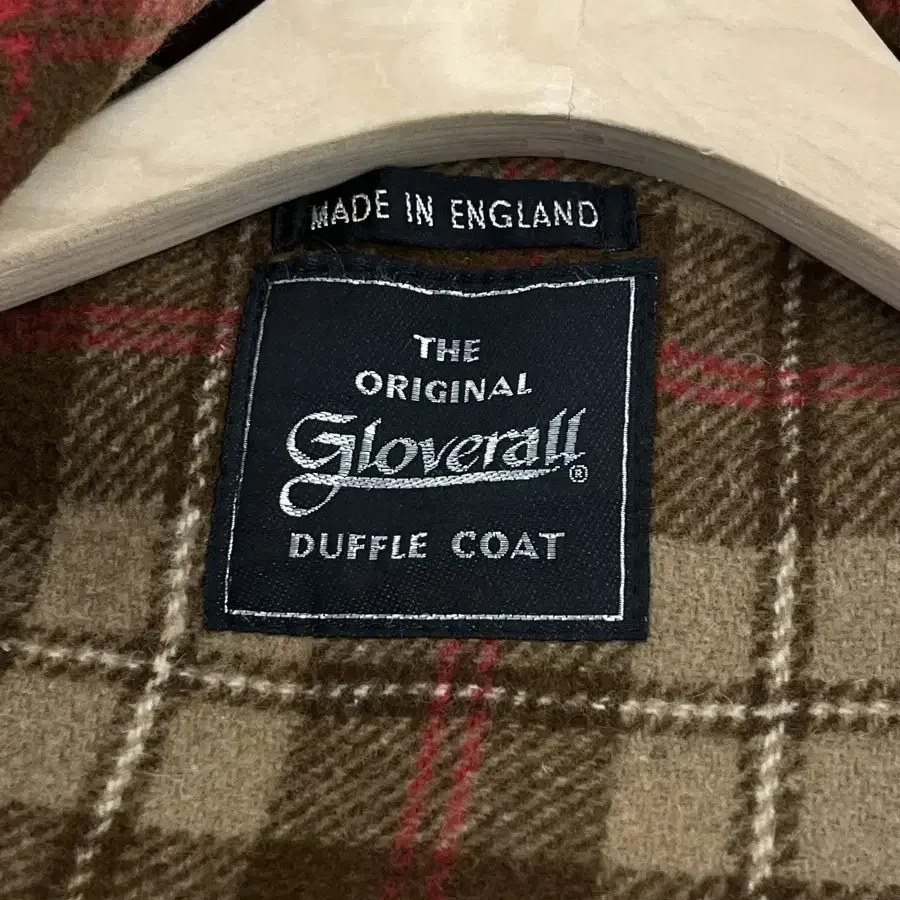 MADE IN ENGLAND
THE
ORIGINAL
Gloverall®
DUFFLE COAT